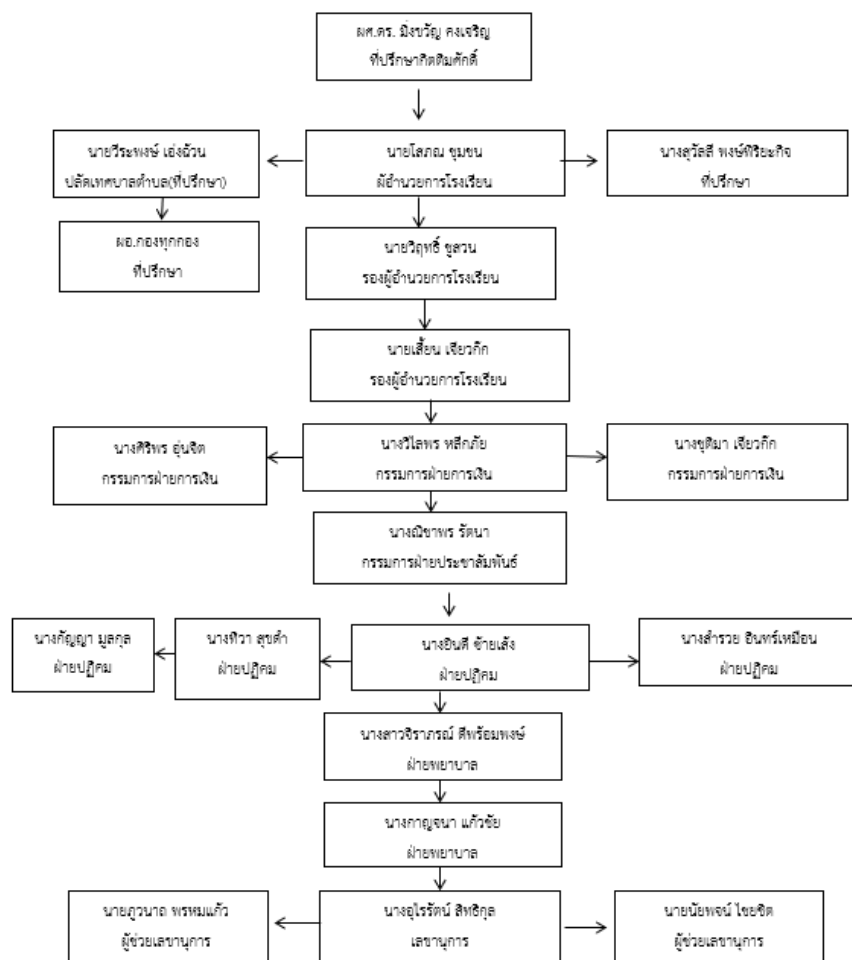 ผศ.ดร. มิ่งขวัญ คงเจริญ
ที่ปรึกษากิตติมศักดิ์
นายวีระพงษ์ เอ่งฉ้วน
ปลัดเทศบาลตำบล(ที่ปรึกษา)
นายโสภณ ชุมขน
ผู้อำนวยการโรงเรียน
นางสุวัลลี พงษ์พิริยะกิจ
ที่ปรึกษา
ผอ.กองทุกกอง
ที่ปรึกษา
นายวิฤทธิ์ ชูสวน
รองผู้อำนวยการโรงเรียน
นายเสี้ยน เจียวก๊ก
รองผู้อำนวยการโรงเรียน
นางศิริพร อุ่นจิต
กรรมการฝ่ายการเงิน
นางวิไลพร หลีกภัย
กรรมการฝ่ายการเงิน
นางชุติมา เจียวก๊ก
กรรมการฝ่ายการเงิน
นางณิชาพร รัตนา
กรรมการฝ่ายประชาสัมพันธ์
นางกัญญา มูลกุล
ฝ่ายปฏิคม
นางทิวา สุขดำ
ฝ่ายปฏิคม
นางยินดี ซ้ายเส้ง
ฝ่ายปฏิคม
นางสำรวย อินทร์เหมือน
ฝ่ายปฏิคม
นางสาวจิราภรณ์ ดีพร้อมพงษ์
ฝ่ายพยาบาล
นางกาญจนา แก้วชัย
ฝ่ายพยาบาล
นายภูวนาถ พรหมแก้ว
ผู้ช่วยเลขานุการ
นางอุไรรัตน์ สิทธิกุล
เลขานุการ
นายนัยพจน์ ไชยชิต
ผู้ช่วยเลขานุการ